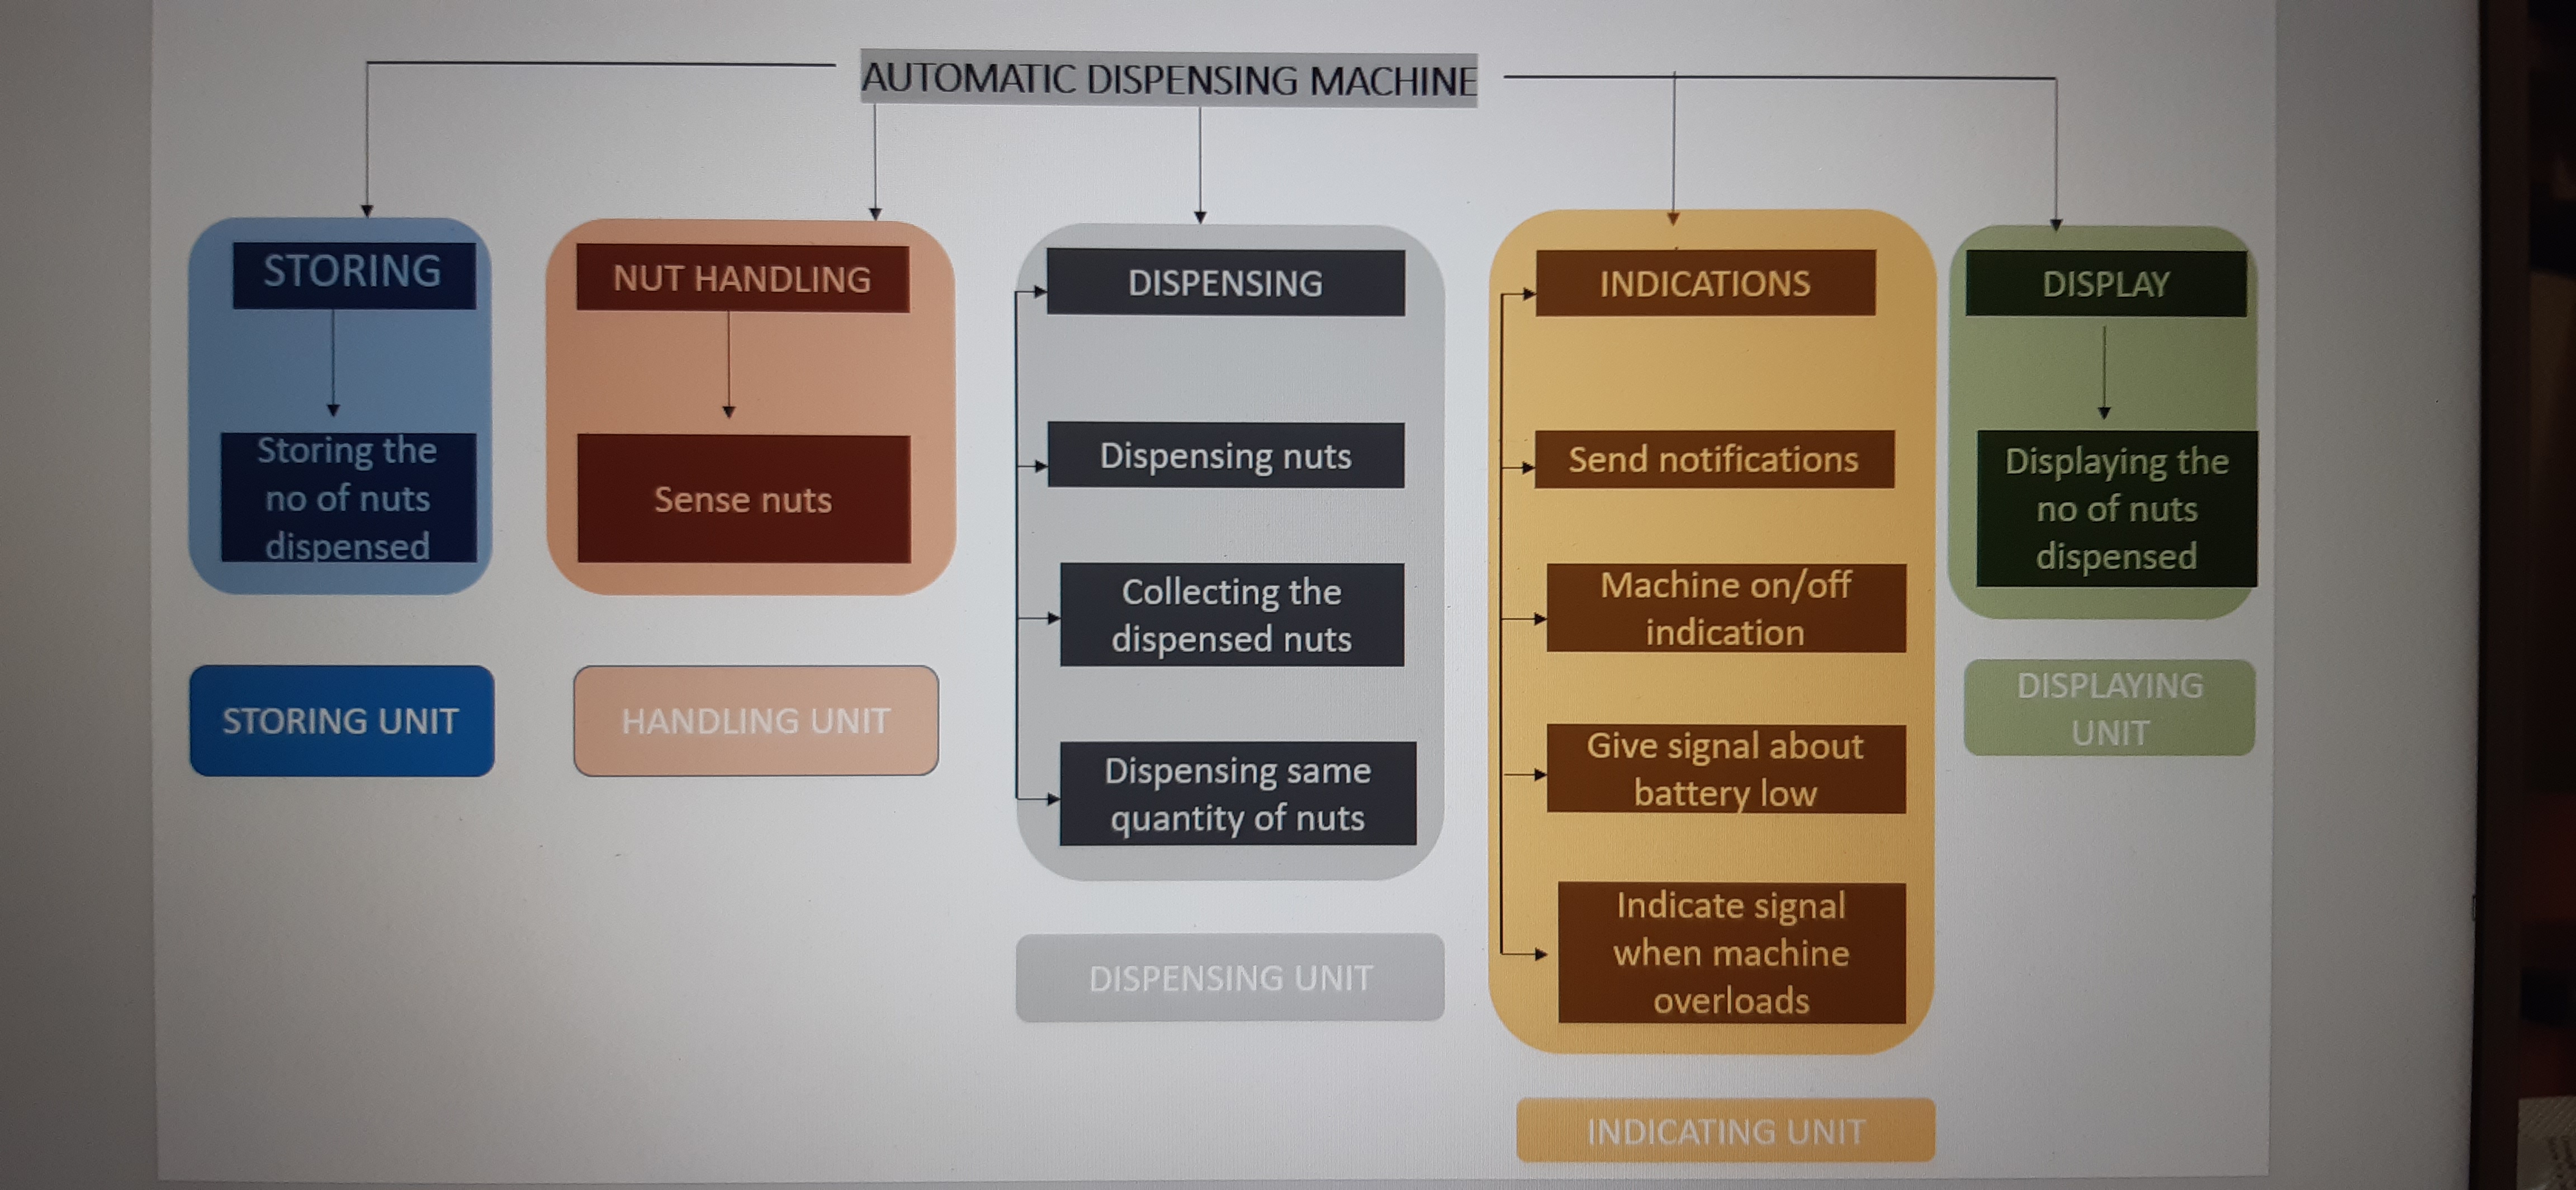 AUTOMATIC DISPENSING MACHINE
STORING
Storing the
no of nuts
dispensed
STORING UNIT
NUT HANDLING
Sense nuts
HANDLING UNIT
DISPENSING
Dispensing nuts
Collecting the
dispensed nuts
Dispensing same
quantity of nuts
DISPENSING UNIT
INDICATIONS
Send notifications
Machine on/off
indication
Give signal about
battery low
Indicate signal
when machine
overloads
INDICATING UNIT
DISPLAY
Displaying the
no of nuts
dispensed
DISPLAYING
UNIT